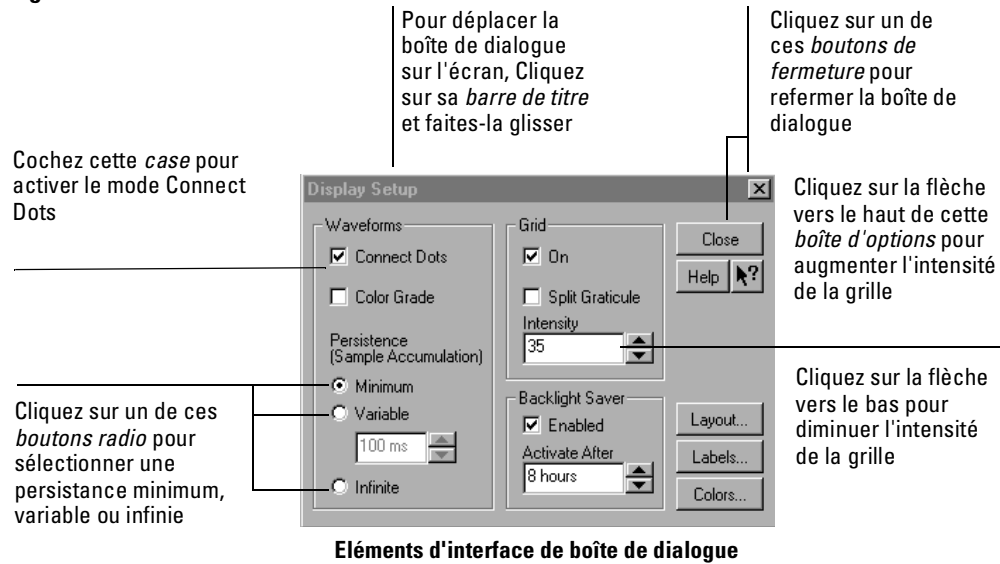 Pour déplacer la
boîte de dialogue
sur l'écran, Cliquez
sur sa barre de titre
et faites-la glisser
Cliquez sur un de
ces boutons de
fermeture pour
refermer la boîte de
dialogue
Cochez cette case pour
activer le mode Connect
Dots
Display Setup
Waveforms
Connect Dots
Color Grade
Persistence
(Sample Accumulation)
Minimum
Variable
100 ms
Infinite
Grid
On
Split Graticule
Intensity
35
Backlight Saver
Enabled
Activate After
8 hours
Close
Help
?
Layout...
Labels...
Colors...
Cliquez sur la flèche
vers le haut de cette
boîte d'options pour
augmenter l'intensité
de la grille
Cliquez sur la flèche
vers le bas pour
diminuer l'intensité
de la grille
Cliquez sur un de ces
boutons radio pour
sélectionner une
persistance minimum,
variable ou infinie
Eléments d'interface de boîte de dialogue